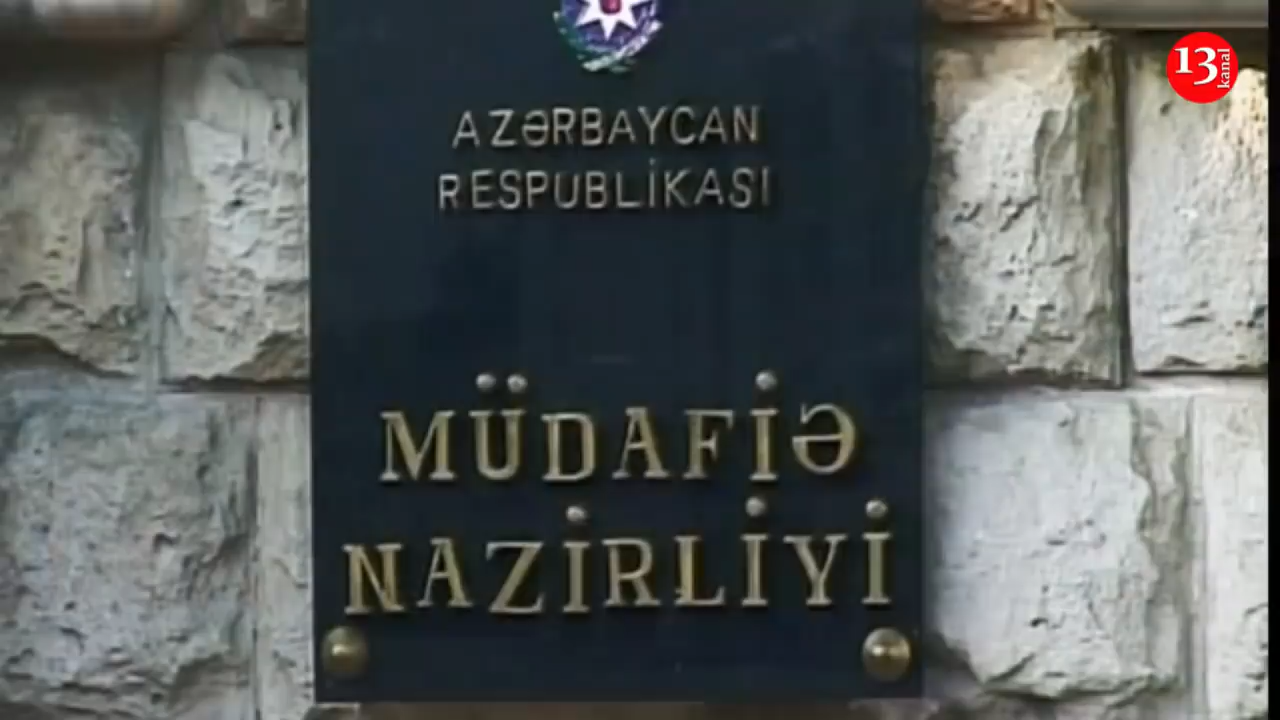 13
kanal
AZƏRBAYCAN
RESPUBLİKASI
MÜDAFİƏ
NAZİRLİYİ